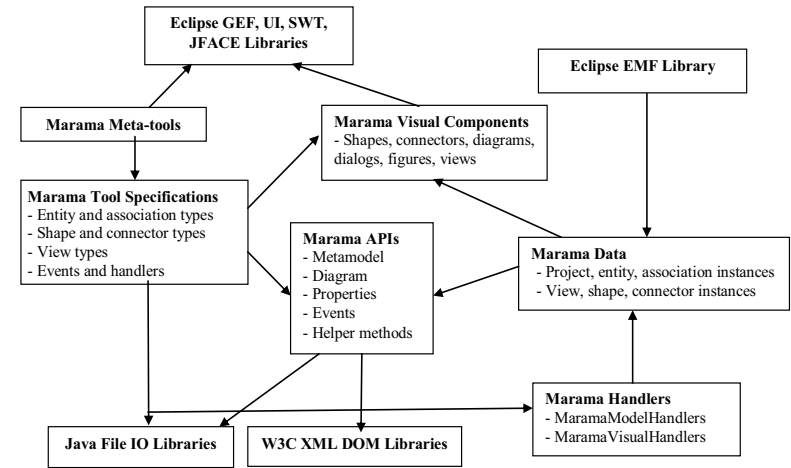 Eclipse GEF, UI, SWT,
JFACE Libraries
Eclipse EMF Library
Marama Meta-tools
Marama Visual Components
- Shapes, connectors, diagrams,
dialogs, figures, views
Marama Tool Specifications
- Entity and association types
- Shape and connector types
- View types
- Events and handlers
Marama APIs
- Metamodel
- Diagram
- Properties
- Events
- Helper methods
Marama Data
- Project, entity, association instances
- View, shape, connector instances
Marama Handlers
- MaramaModelHandlers
- MaramaVisualHandlers
Java File IO Libraries
W3C XML DOM Libraries